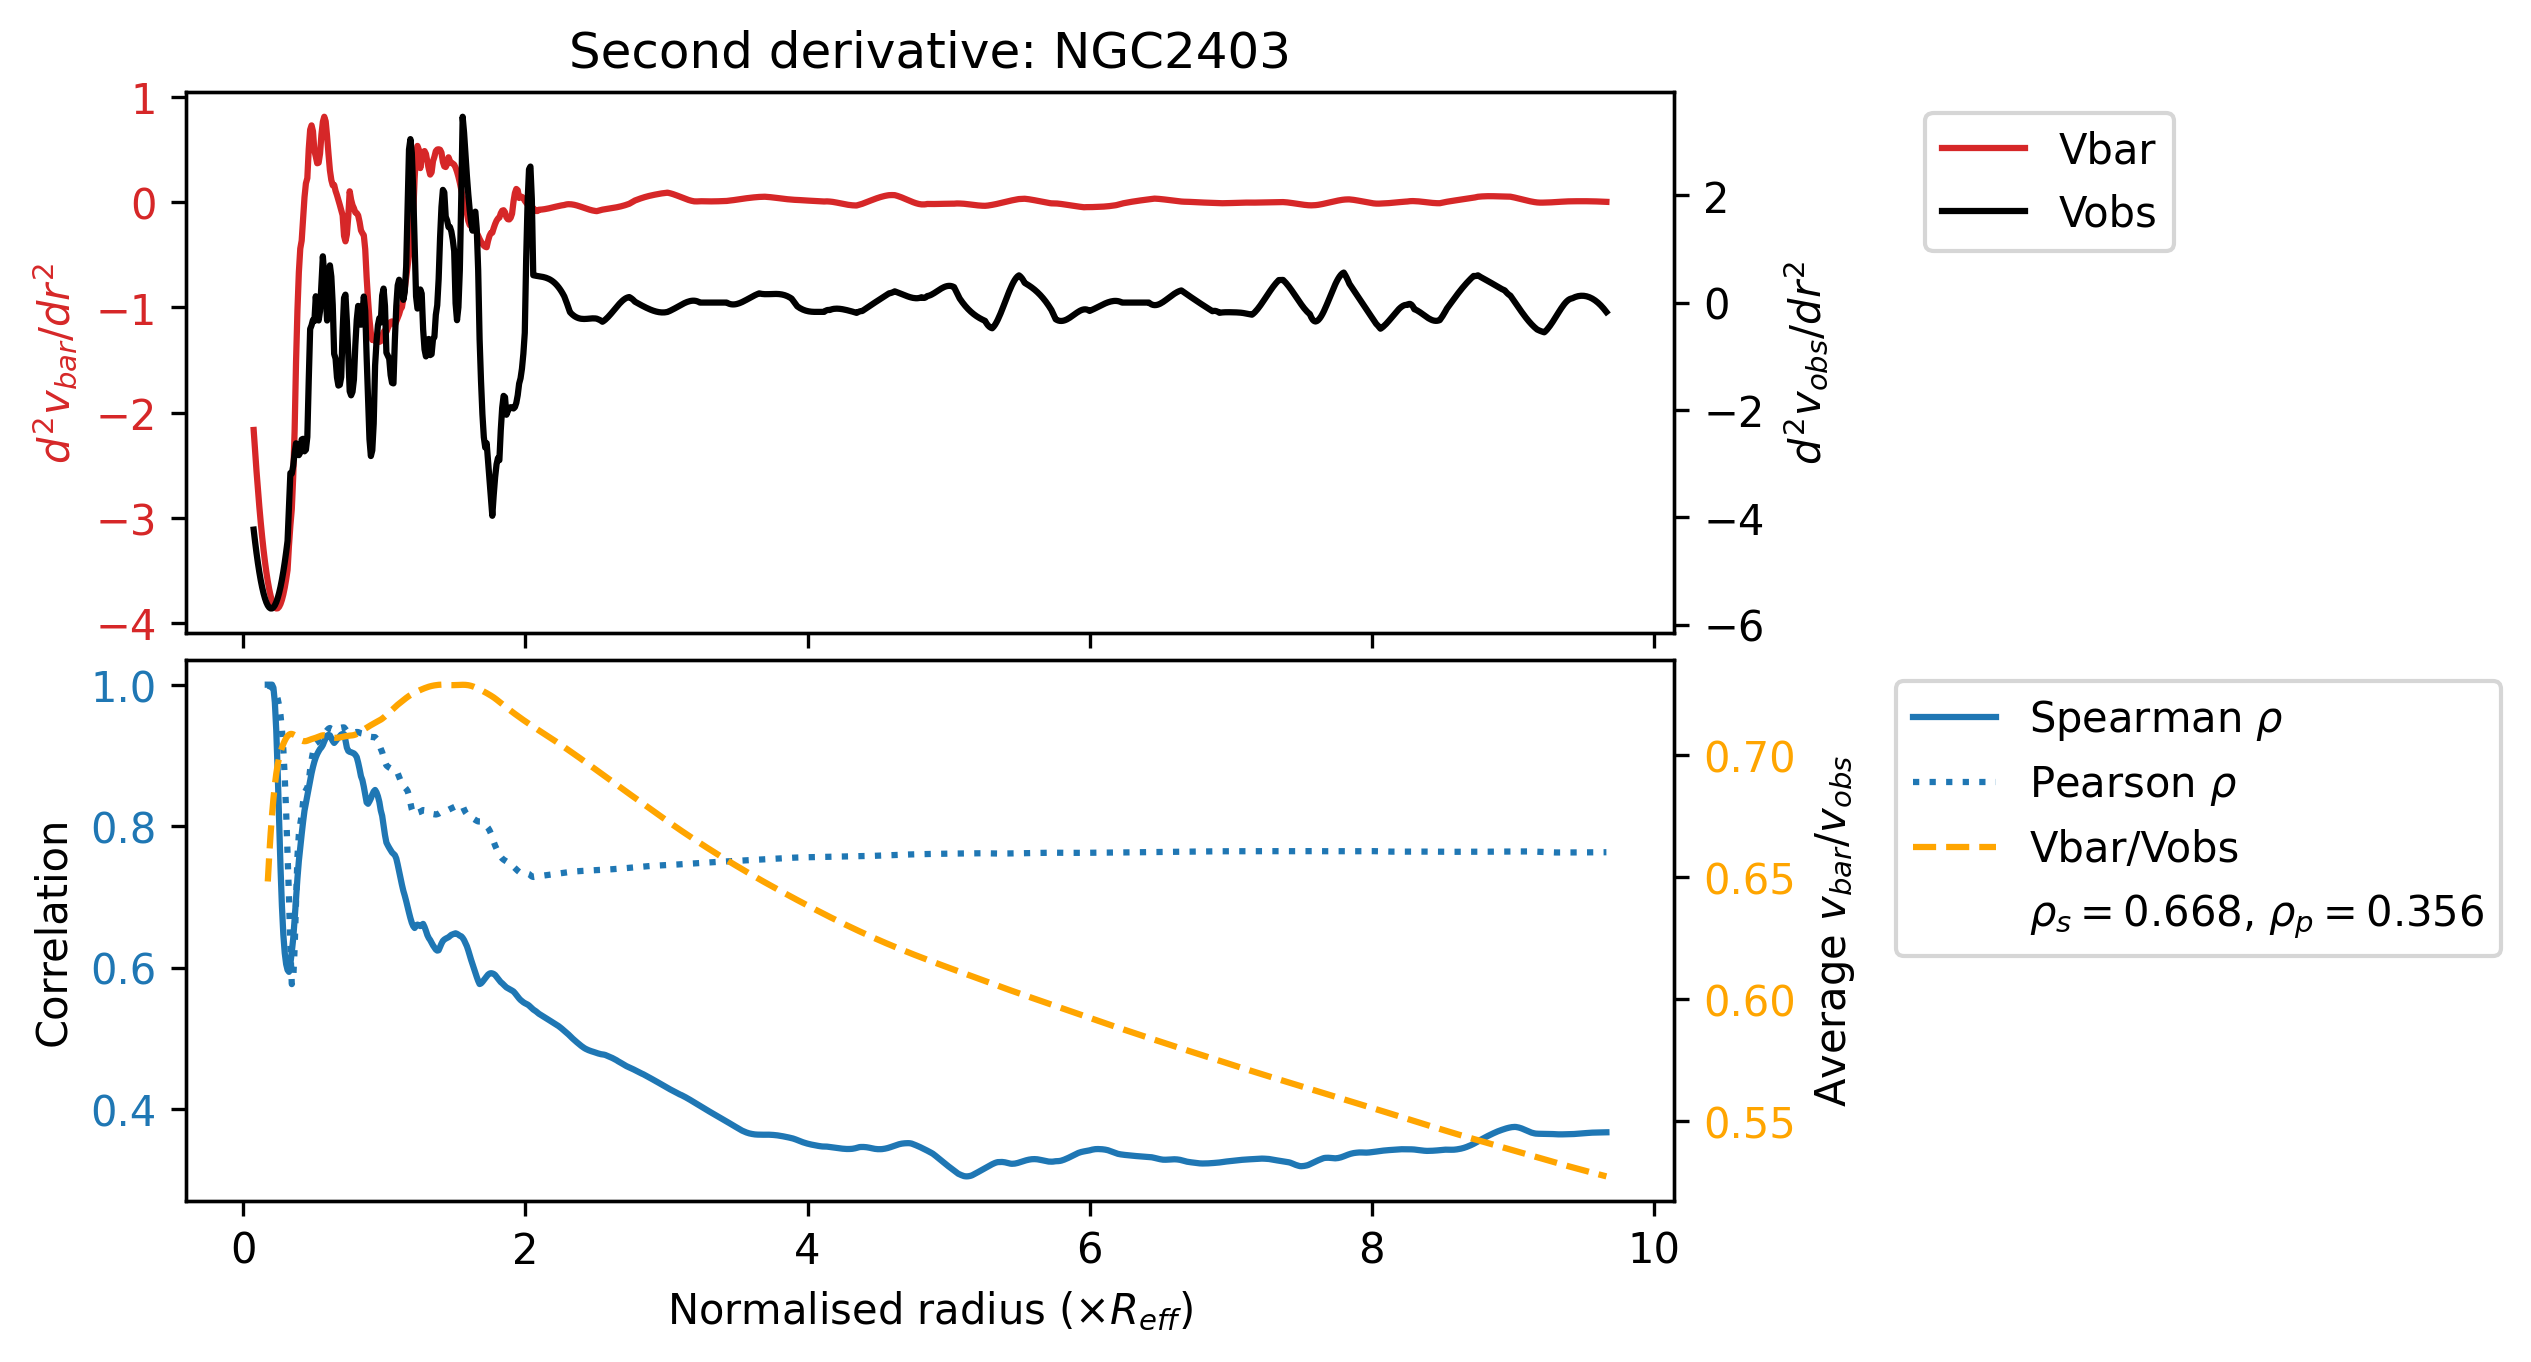 Second derivative: NGC2403
1
0
−1
−2
−3
−4
d²v_bar/dr²
2
0
−2
−4
−6
d²v_obs/dr²
Vbar
Vobs
1.0
0.8
0.6
0.4
Correlation
0.70
0.65
0.60
0.55
Average v_bar/v_obs
Spearman ρ
Pearson ρ
Vbar/Vobs
ρ_s = 0.668, ρ_p = 0.356
0 2 4 6 8 10
Normalised radius (×R_eff)